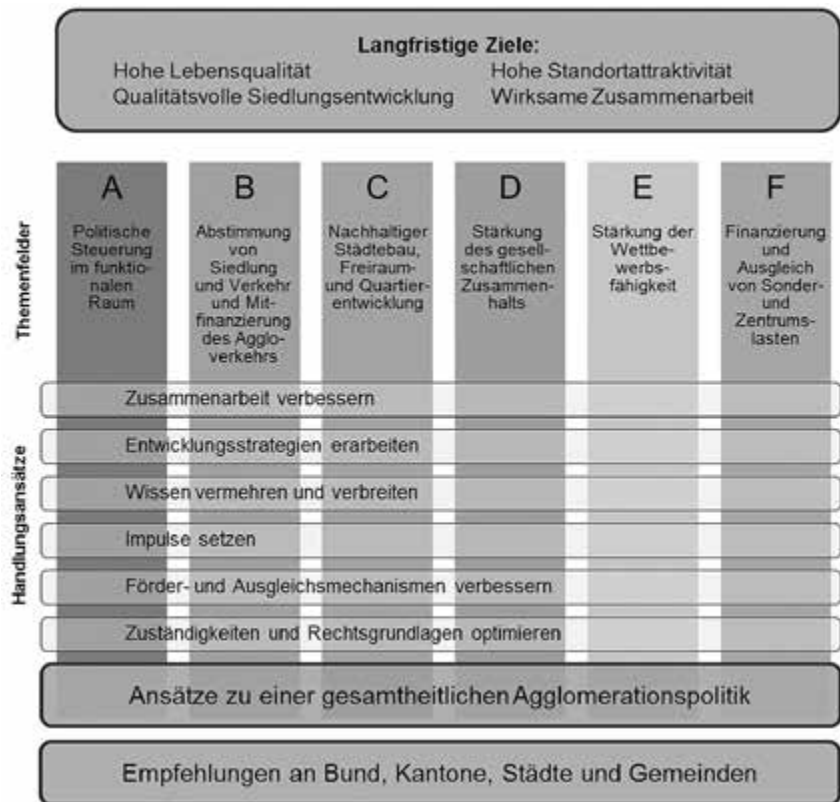 Langfristige Ziele:
Hohe Lebensqualität
Hohe Standortattraktivität
Qualitätsvolle Siedlungsentwicklung
Wirksame Zusammenarbeit
Themenfelder
A
Politische
Steuerung
im funktio-
nalen
Raum
B
Abstimmung
von
Siedlung
und Verkehr
und Mit-
finanzierung
des Agglo-
verkehrs
C
Nachhaltiger
Städtebau,
Freiraum-
und Quartier-
entwicklung
D
Stärkung
des gesell-
schaftlichen
Zusammen-
halts
E
Stärkung der
Wettbe-
werbs-
fähigkeit
F
Finanzierung
und
Ausgleich
von Sonder-
und
Zentrums-
lasten
Handlungsansätze
Zusammenarbeit verbessern
Entwicklungsstrategien erarbeiten
Wissen vermehren und verbreiten
Impulse setzen
Förder- und Ausgleichsmechanismen verbessern
Zuständigkeiten und Rechtsgrundlagen optimieren
Ansätze zu einer gesamtheitlichen Agglomerationspolitik
Empfehlungen an Bund, Kantone, Städte und Gemeinden